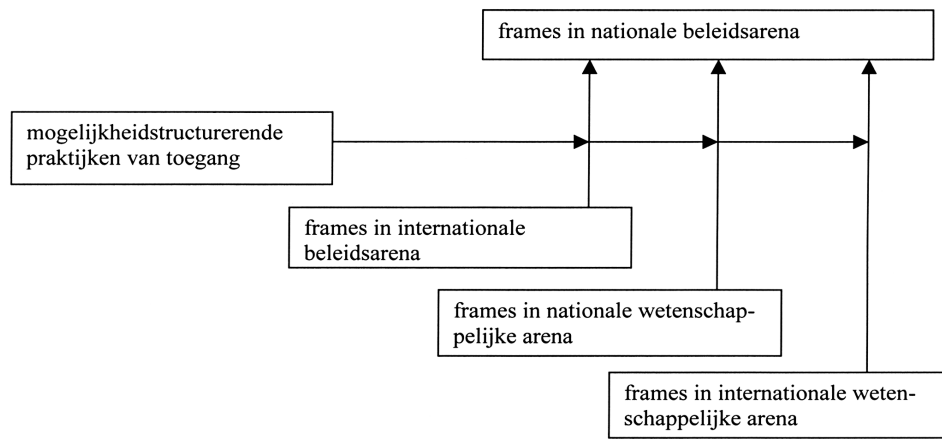 frames in nationale beleidsarena
mogelijkheidstructurerende
praktijken van toegang
frames in internationale
beleidsarena
frames in nationale wetenschap-
pelijke arena
frames in internationale weten-
schappelijke arena